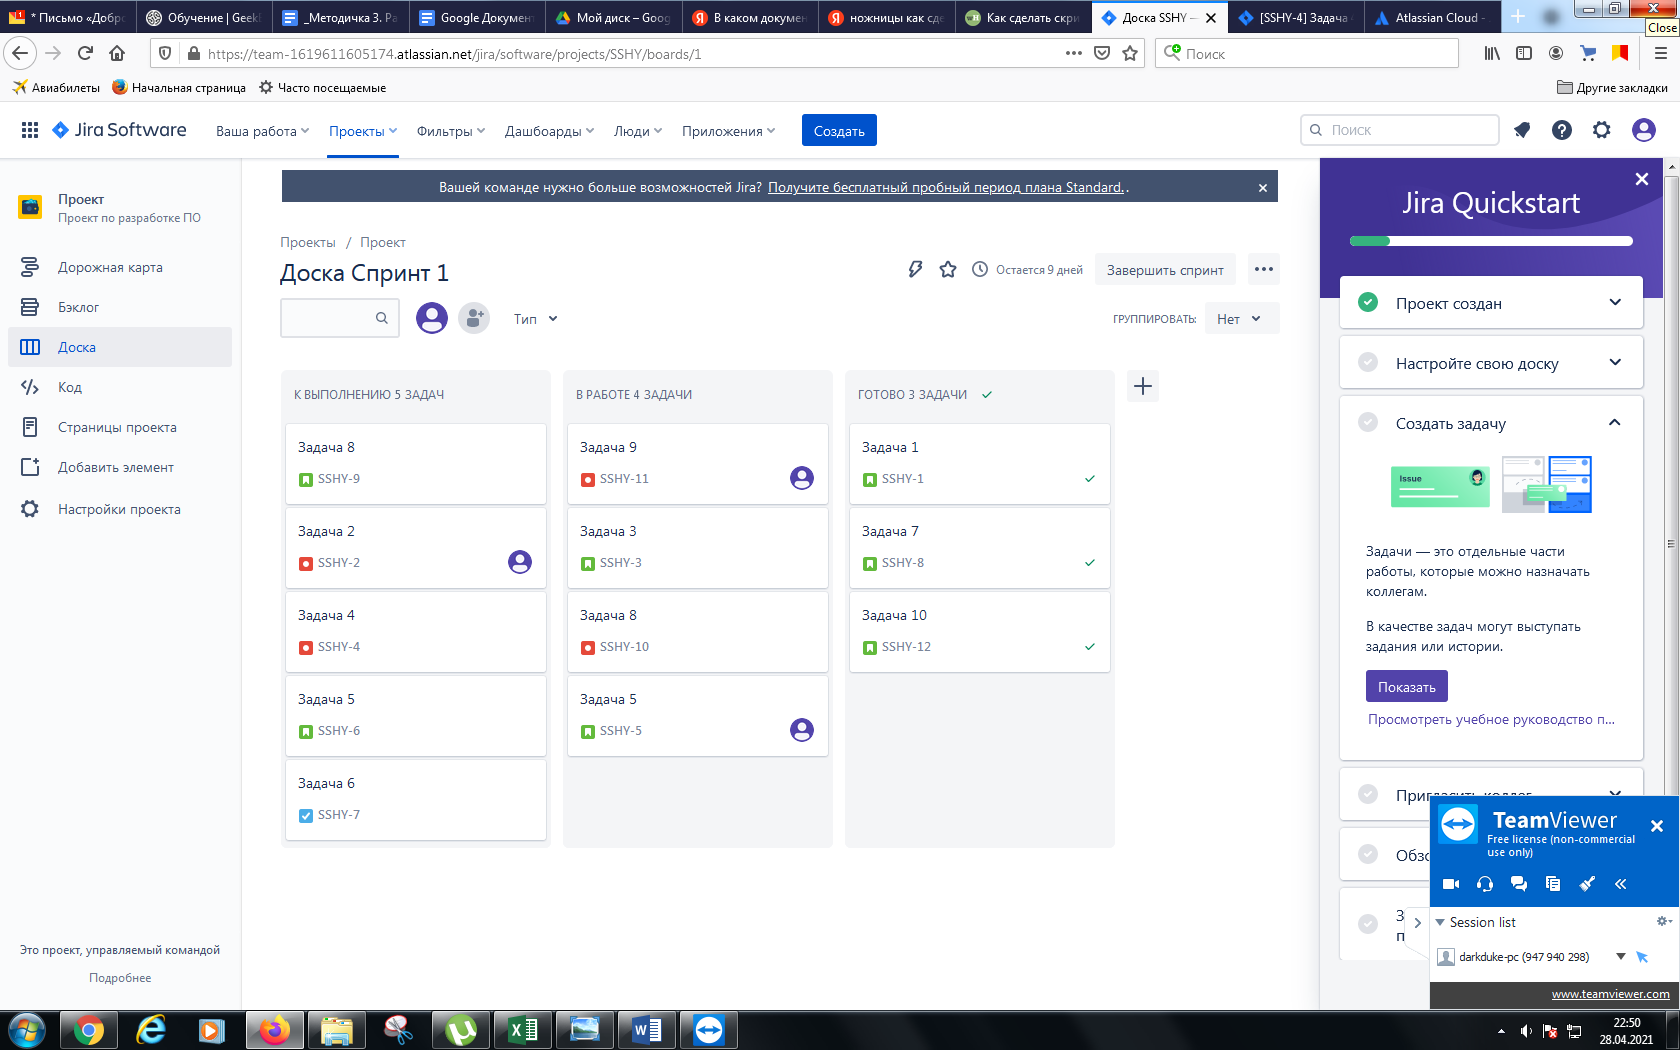 * Письмо «Добро
Обучение | Geekl
_Методичка 3. Ра
Google Докумен
Мой диск – Goog
В каком докумен
ножницы как сде
Как сделать скри
Доска SSHY –
[SSHY-4] Задача
Atlassian Cloud -
Close
https://team-1619611605174.atlassian.net/jira/software/projects/SSHY/boards/1
Поиск
Авиабилеты
Начальная страница
Часто посещаемые
Другие закладки
Jira Software
Ваша работа
Проекты
Фильтры
Дашбоарды
Люди
Приложения
Создать
Поиск
Проект
Проект по разработке ПО
Дорожная карта
Бэклог
Доска
Код
Страницы проекта
Добавить элемент
Настройки проекта
Это проект, управляемый командой
Подробнее
Вашей команде нужно больше возможностей Jira? Получите бесплатный пробный период плана Standard. .
Проекты / Проект
Доска Спринт 1
Остается 9 дней
Завершить спринт
Тип
ГРУППИРОВАТЬ:
Нет
К ВЫПОЛНЕНИЮ 5 ЗАДАЧ
Задача 8
SSHY-9
Задача 2
SSHY-2
Задача 4
SSHY-4
Задача 5
SSHY-6
Задача 6
SSHY-7
В РАБОТЕ 4 ЗАДАЧИ
Задача 9
SSHY-11
Задача 3
SSHY-3
Задача 8
SSHY-10
Задача 5
SSHY-5
ГОТОВО 3 ЗАДАЧИ
Задача 1
SSHY-1
Задача 7
SSHY-8
Задача 10
SSHY-12
Jira Quickstart
Проект создан
Настройте свою доску
Создать задачу
Issue
Задачи — это отдельные части
работы, которые можно назначать
коллегам.
В качестве задач могут выступать
задания или истории.
Показать
Просмотреть учебное руководство п...
TeamViewer
Free license (non-commercial
use only)
Session list
darkduke-pc (947 940 298)
www.teamviewer.com
22:50
28.04.2021